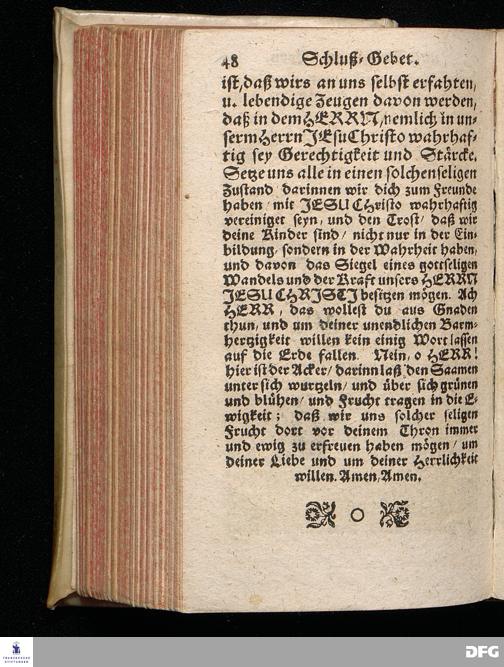 48 Schluß-Gebet.
ist, daß wirs an uns selbst erfahren,
u. lebendige Zeugen davon werden,
daß in dem HERRN, nemlich in un-
serm Herrn JEsu Christo wahrhaf-
tig sey Gerechtigkeit und Stärcke.
Setze uns alle in einen solchen seligen
Zustand darinnen wir dich zum Freunde
haben/ mit JESU CHristo wahrhaftig
vereiniget seyn, und den Trost/ daß wir
deine Kinder sind/ nicht nur in der Ein-
bildung/ sondern in der Wahrheit haben,
und davon das Siegel eines gottseligen
Wandels und der Kraft unsers HERRN
JESU CHRISTI besitzen mögen. Ach
HERR, das wollest du aus Gnaden
thun, und um deiner unendlichen Barm-
hertzigkeit willen kein einig Wort lassen
auf die Erde fallen. Nein, o HERR!
hier ist der Acker/ darinn laß den Saamen
unter sich wurtzeln/ und über sich grünen
und blühen/ und Frucht tragen in die E-
wigkeit; daß wir uns solcher seligen
Frucht dort vor deinem Thron immer
und ewig zu erfreuen haben mögen/ um
deiner Liebe und um deiner Herrlichkeit
willen. Amen/Amen.
FRANCKESCHE
STIFTUNGEN
DFG